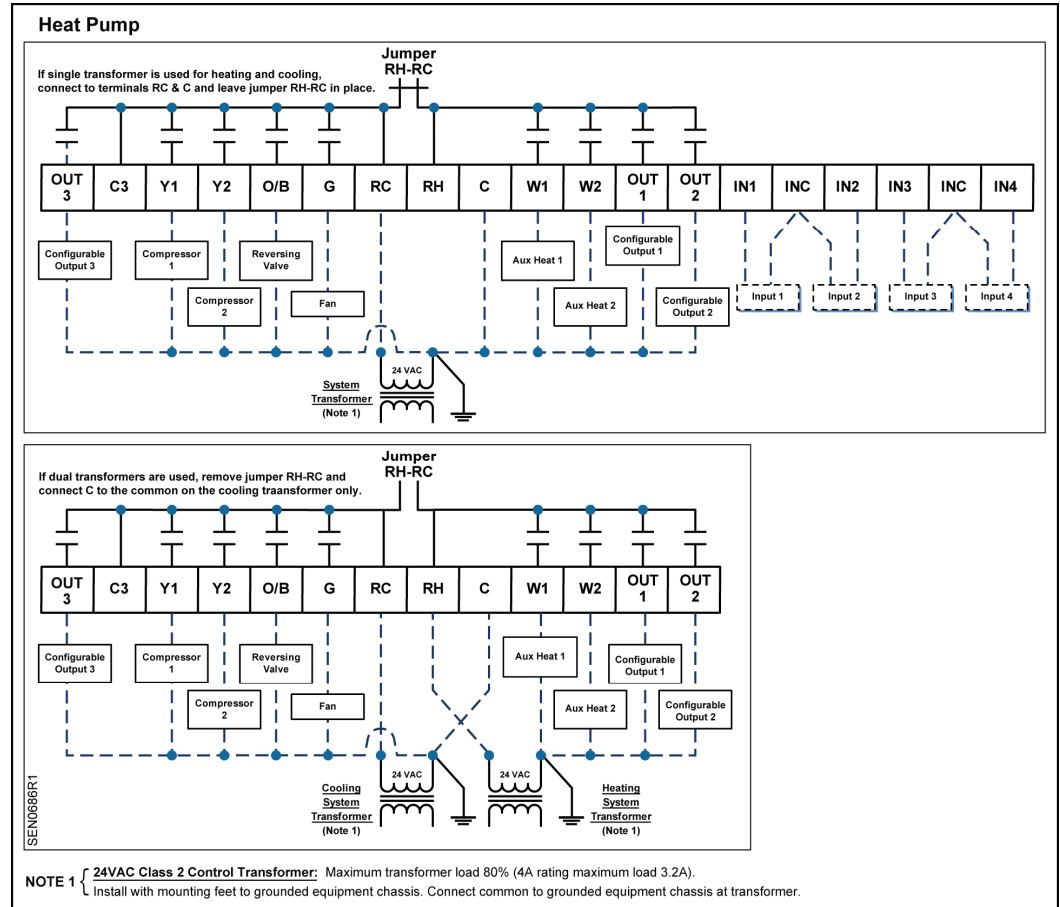 Heat Pump
Jumper
RH-RC
If single transformer is used for heating and cooling,
connect to terminals RC & C and leave jumper RH-RC in place.
OUT 3 C3 Y1 Y2 O/B G RC RH C W1 W2 OUT 1 OUT 2 IN1 INC IN2 IN3 INC IN4
Configurable
Output 3
Compressor
1
Compressor
2
Reversing
Valve
Fan
Aux Heat 1
Aux Heat 2
Configurable
Output 1
Configurable
Output 2
Input 1
Input 2
Input 3
Input 4
24 VAC
System
Transformer
(Note 1)
Jumper
RH-RC
If dual transformers are used, remove jumper RH-RC and
connect C to the common on the cooling traansformer only.
OUT 3 C3 Y1 Y2 O/B G RC RH C W1 W2 OUT 1 OUT 2
Configurable
Output 3
Compressor
1
Compressor
2
Reversing
Valve
Fan
Aux Heat 1
Aux Heat 2
Configurable
Output 1
Configurable
Output 2
24 VAC
24 VAC
Cooling
System
Transformer
(Note 1)
Heating
System
Transformer
(Note 1)
SEN0686R1
NOTE 1 { 24VAC Class 2 Control Transformer: Maximum transformer load 80% (4A rating maximum load 3.2A).
Install with mounting feet to grounded equipment chassis. Connect common to grounded equipment chassis at transformer.